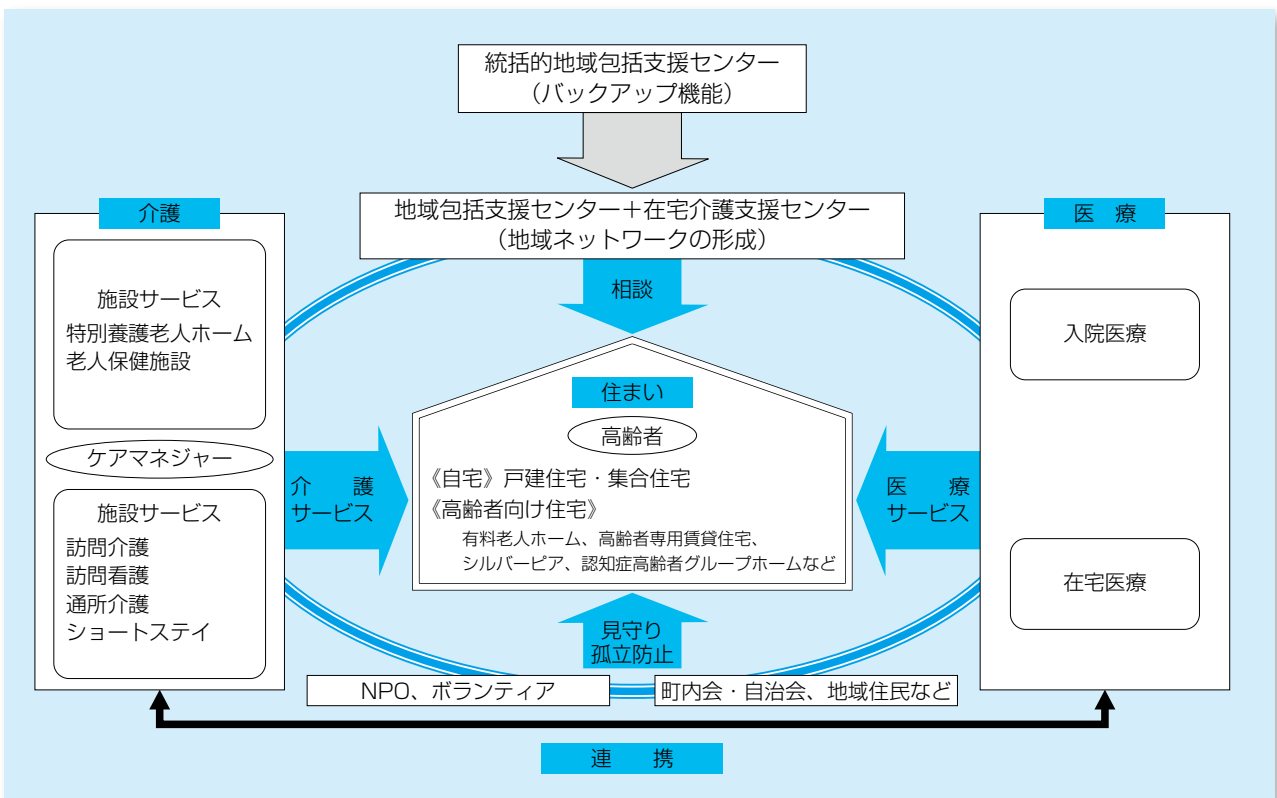 統括的地域包括支援センター
（バックアップ機能）
地域包括支援センター＋在宅介護支援センター
（地域ネットワークの形成）
相談
介護
施設サービス
特別養護老人ホーム
老人保健施設
ケアマネジャー
施設サービス
訪問介護
訪問看護
通所介護
ショートステイ
介　護
サービス
住まい
高齢者
《自宅》戸建住宅・集合住宅
《高齢者向け住宅》
有料老人ホーム、高齢者専用賃貸住宅、
シルバーピア、認知症高齢者グループホームなど
医　療
サービス
医　療
入院医療
在宅医療
見守り
孤立防止
NPO、ボランティア
町内会・自治会、地域住民など
連　携